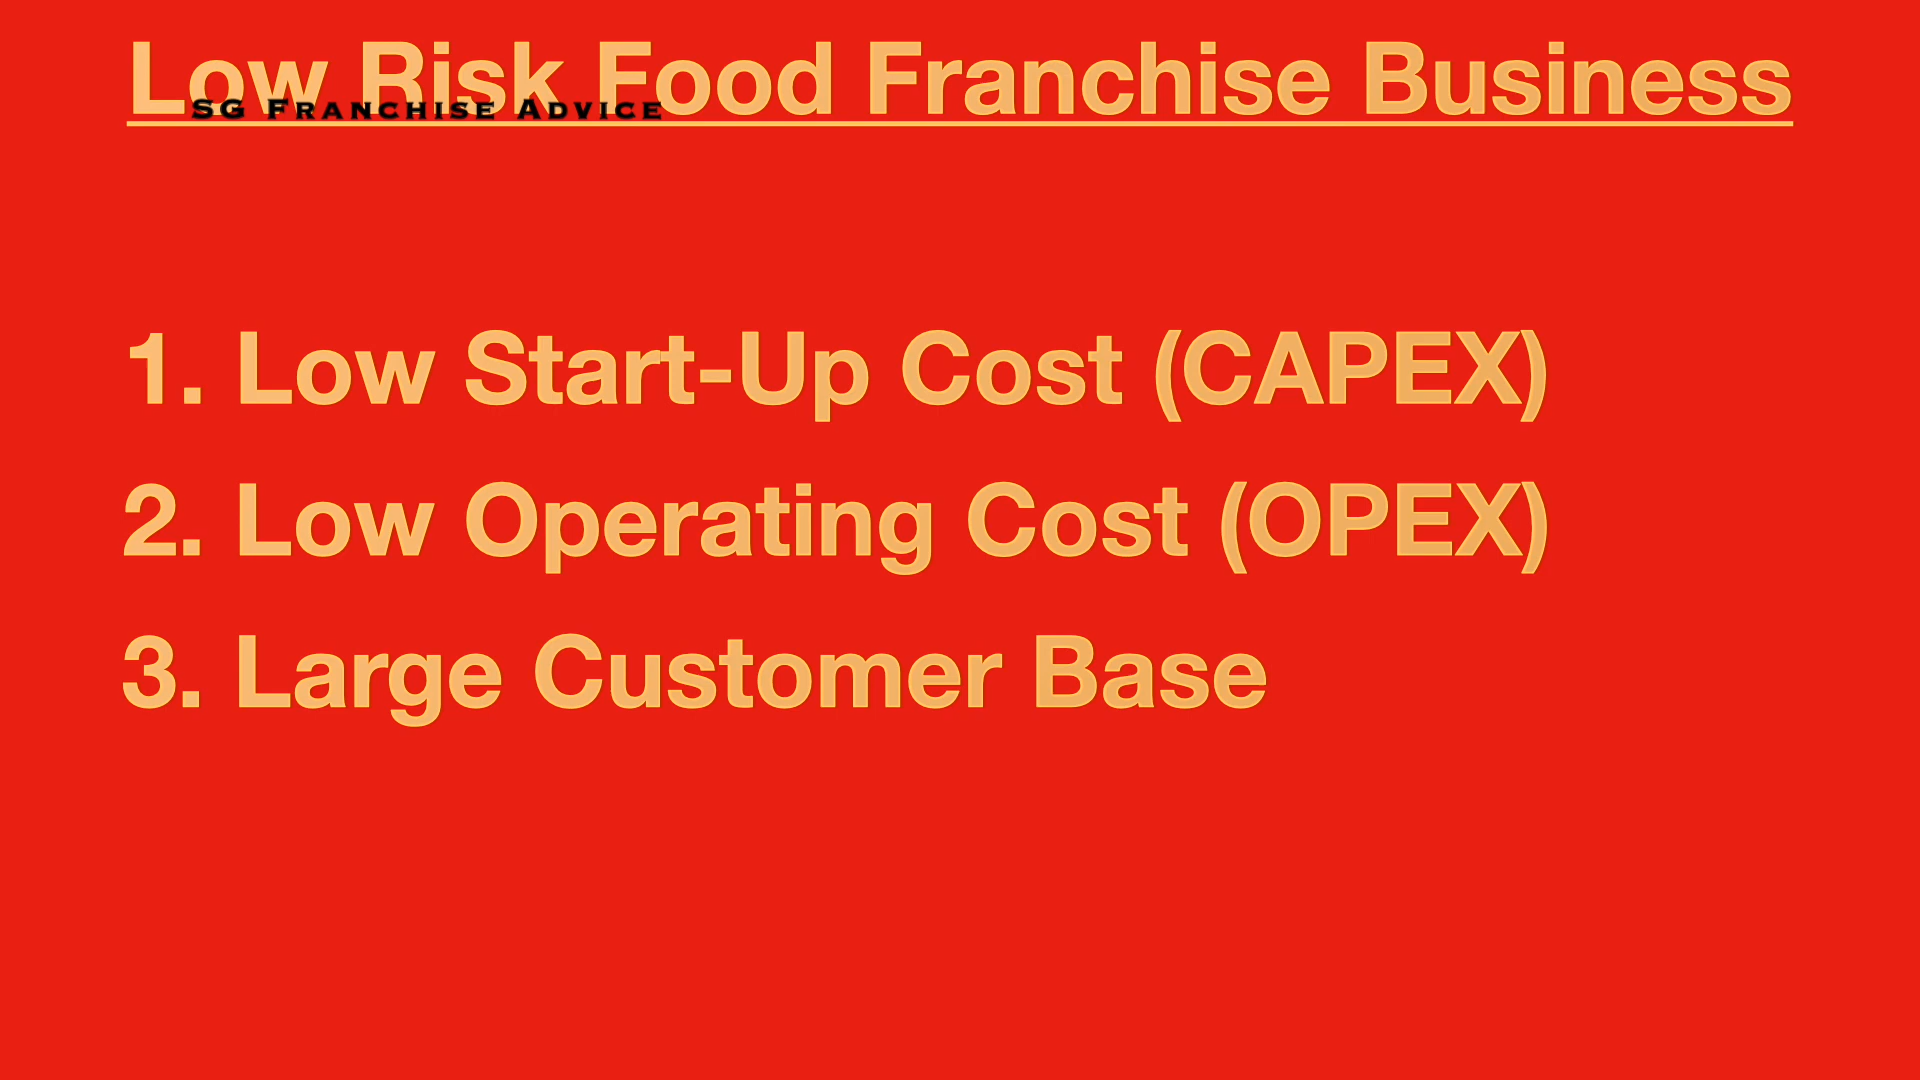 Low Risk Food Franchise Business
SG Franchise Advice
1. Low Start-Up Cost (CAPEX)
2. Low Operating Cost (OPEX)
3. Large Customer Base